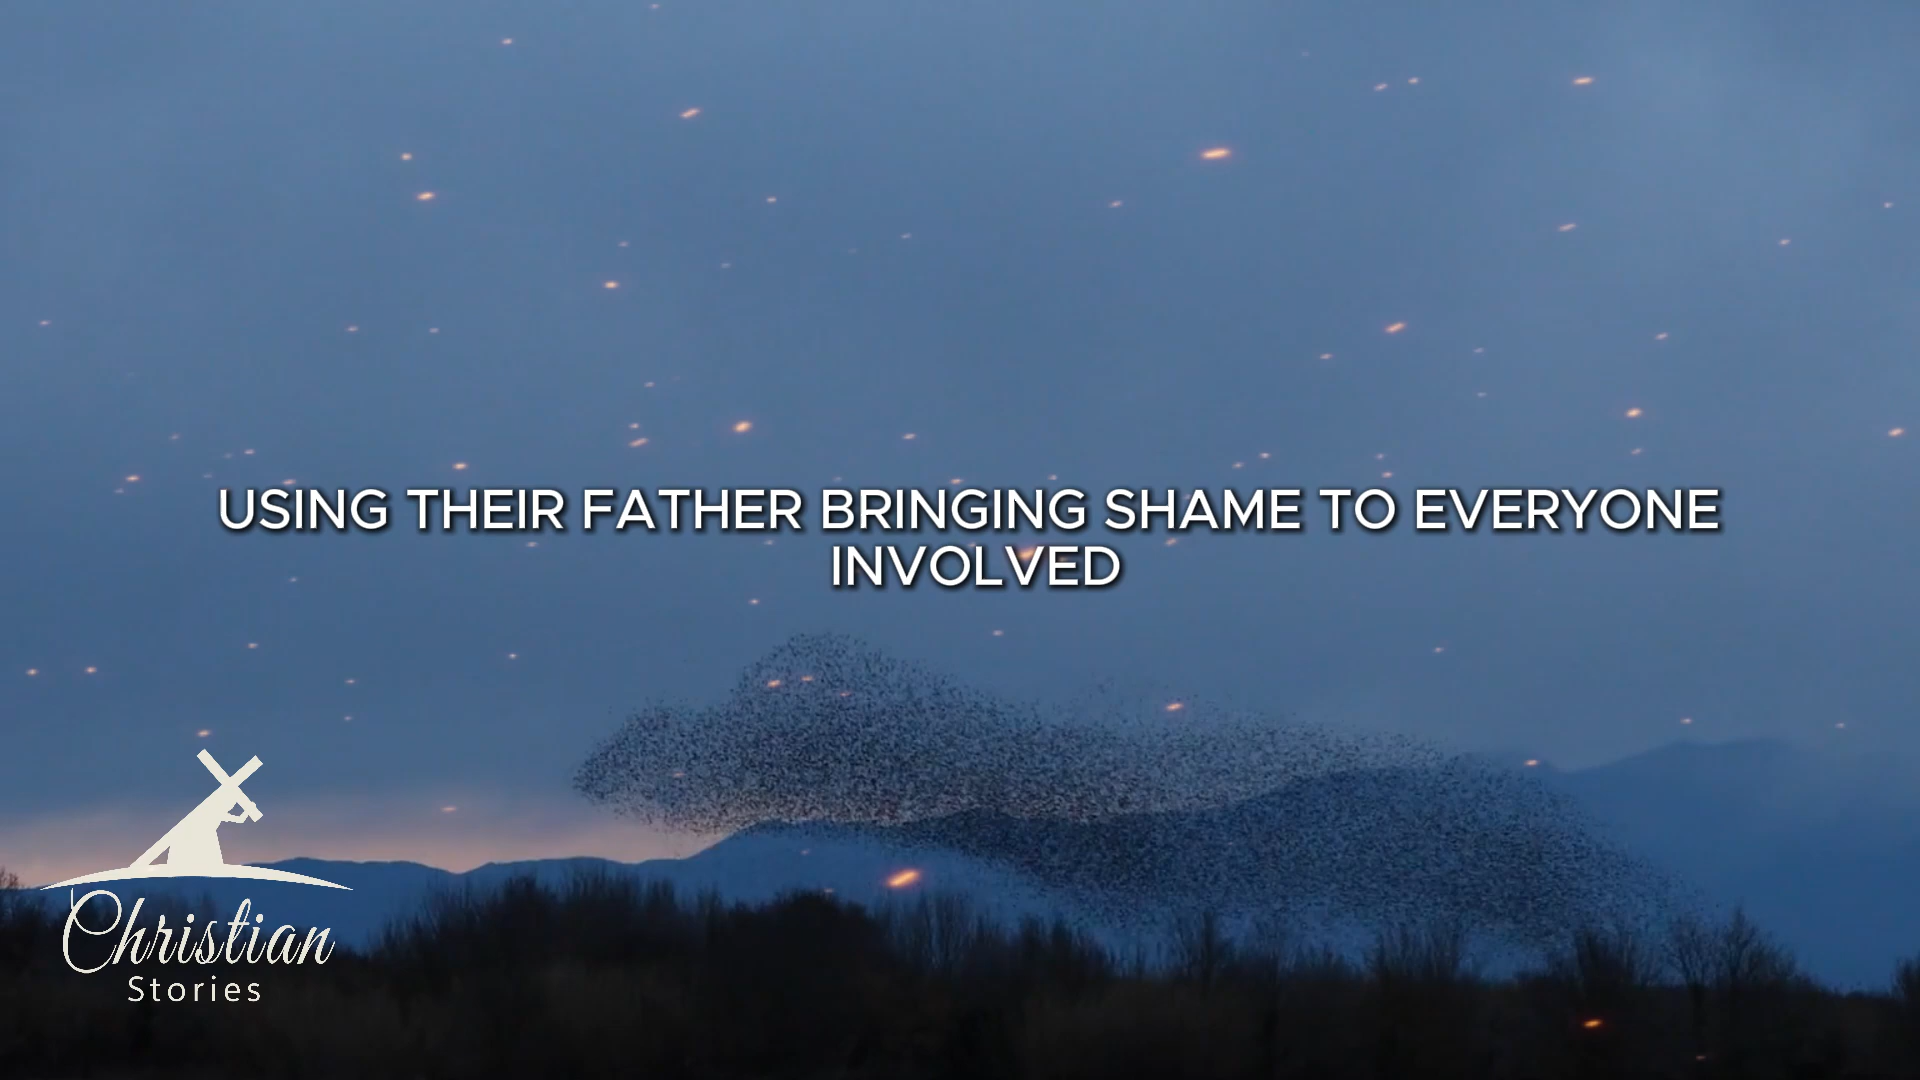 USING THEIR FATHER BRINGING SHAME TO EVERYONE
INVOLVED
Christian
Stories